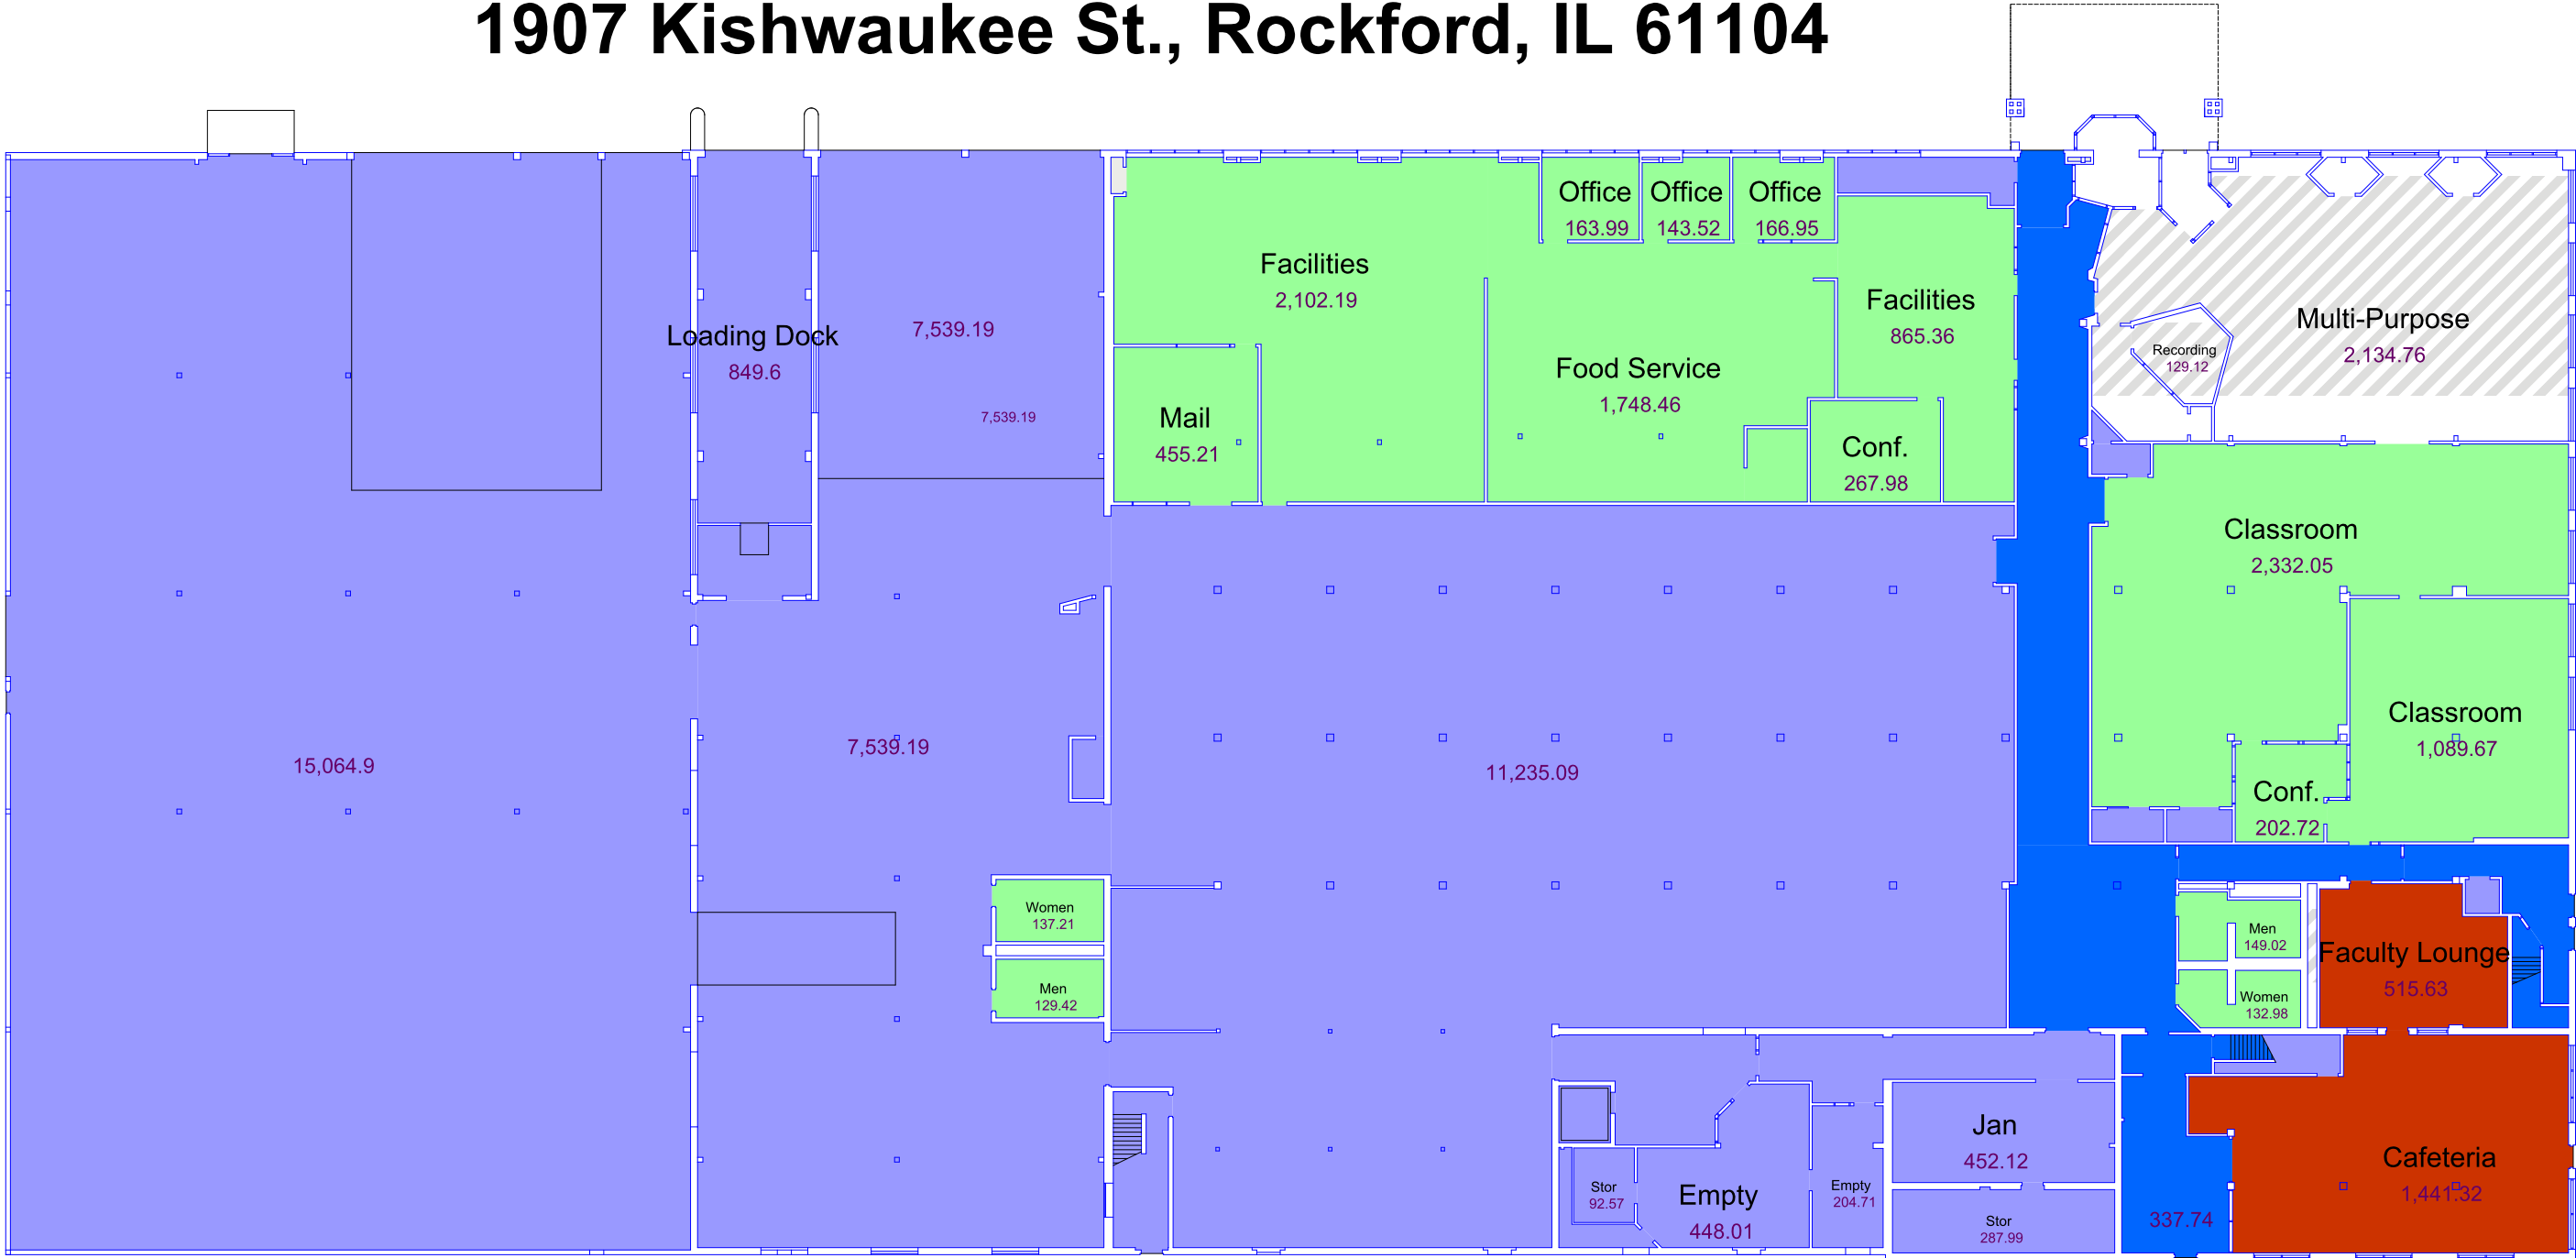 1907 Kishwaukee St., Rockford, IL 61104
Office
163.99
Office
143.52
Office
166.95
Facilities
2,102.19
Facilities
865.36
Loading Dock
849.6
7,539.19
7,539.19
Food Service
1,748.46
Mail
455.21
Conf.
267.98
Multi-Purpose
2,134.76
Recording
129.12
Classroom
2,332.05
Classroom
1,089.67
Conf.
202.72
15,064.9
7,539.19
11,235.09
Women
137.21
Men
129.42
Men
149.02
Women
132.98
Faculty Lounge
515.63
Jan
452.12
Cafeteria
1,441.32
Stor
92.57
Empty
448.01
Empty
204.71
Stor
287.99
337.74